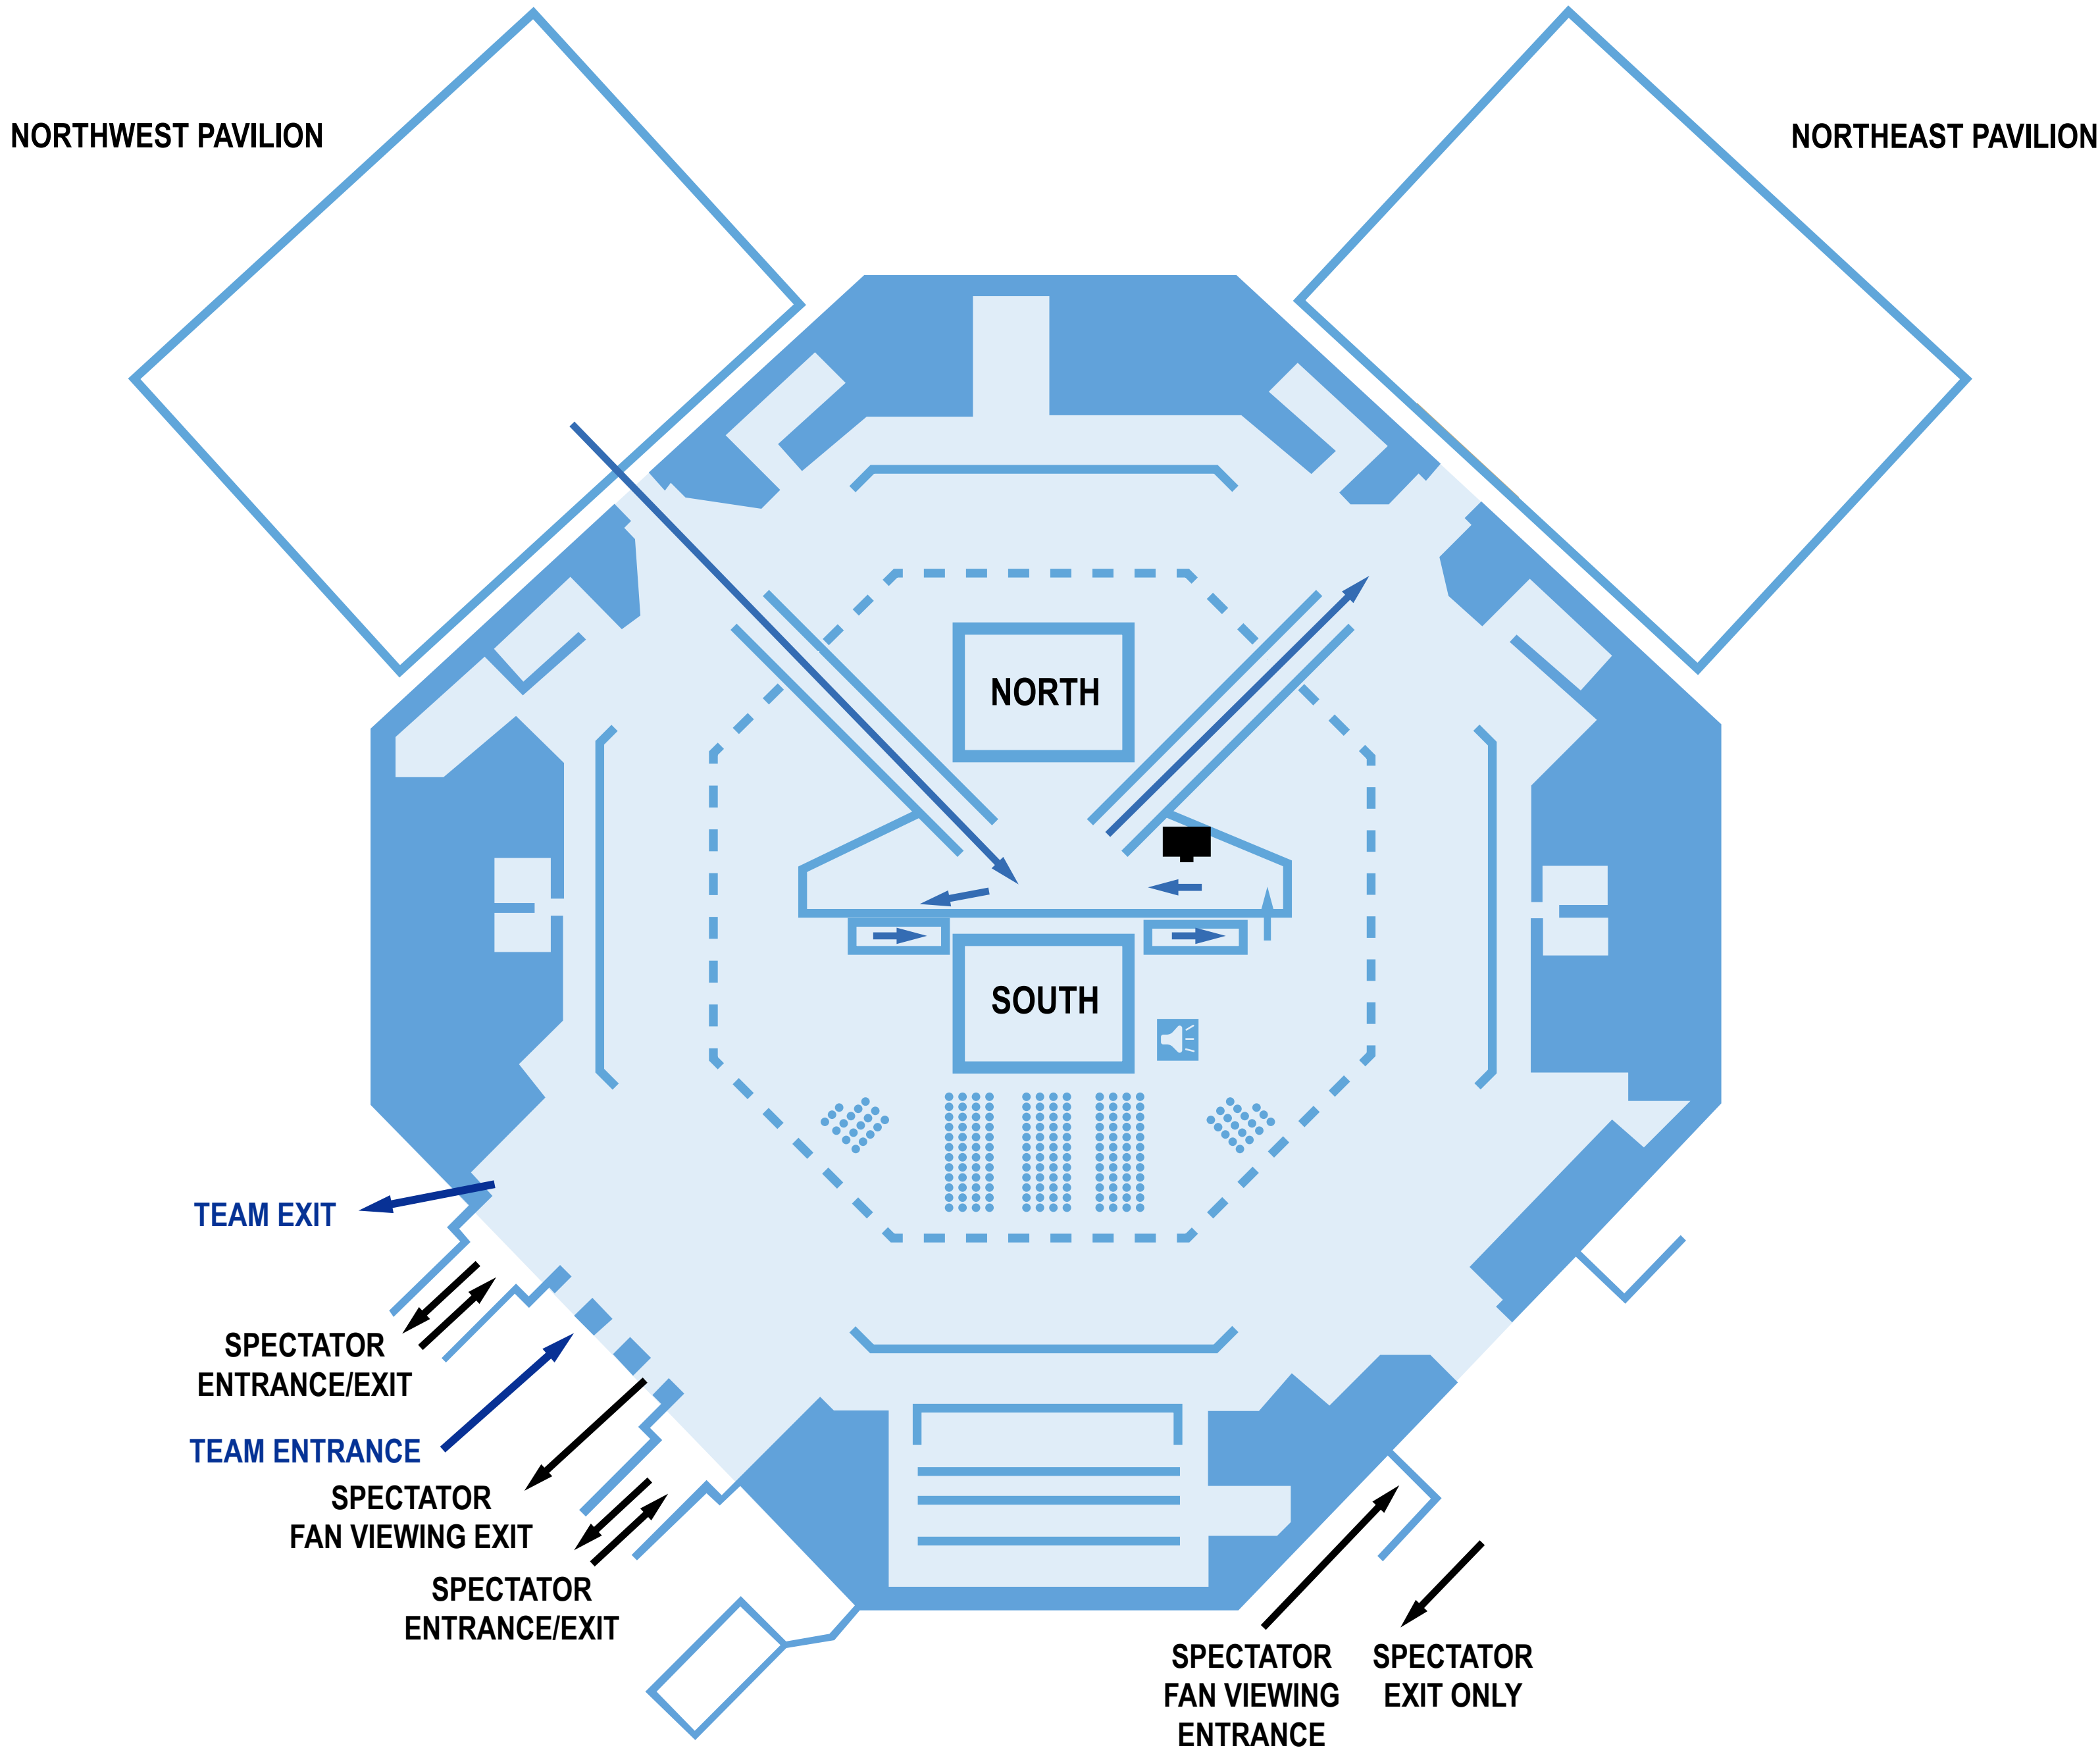 NORTHWEST PAVILION
NORTHEAST PAVILION
NORTH
SOUTH
TEAM EXIT
SPECTATOR
ENTRANCE/EXIT
TEAM ENTRANCE
SPECTATOR
FAN VIEWING EXIT
SPECTATOR
ENTRANCE/EXIT
SPECTATOR
FAN VIEWING
ENTRANCE
SPECTATOR
EXIT ONLY